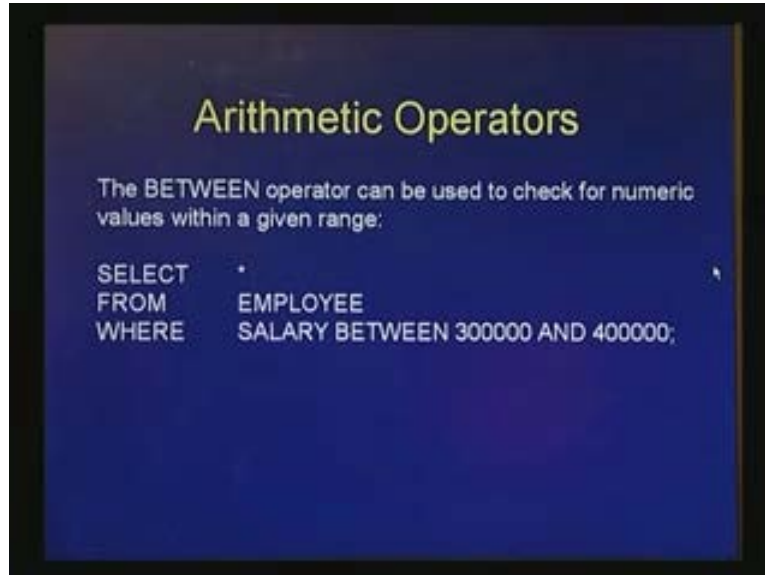 Arithmetic Operators
The BETWEEN operator can be used to check for numeric
values within a given range:
SELECT *
FROM EMPLOYEE
WHERE SALARY BETWEEN 300000 AND 400000;